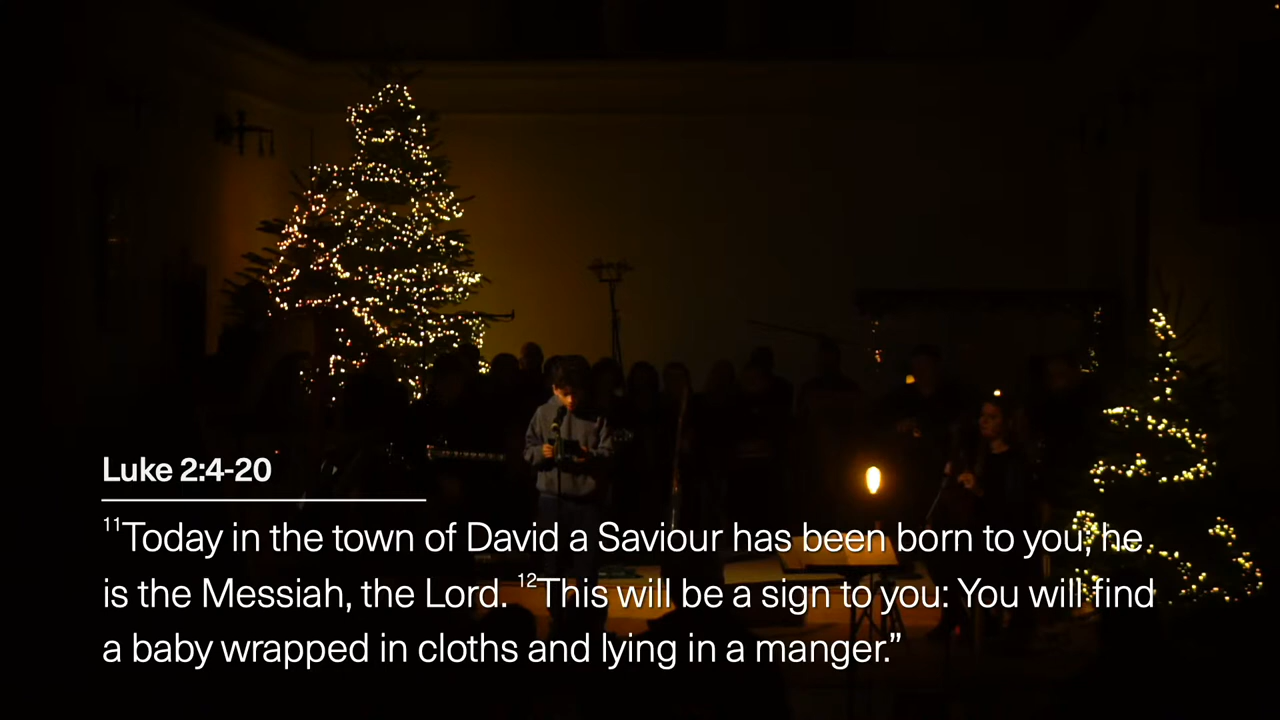 Luke 2:4-20
¹¹Today in the town of David a Saviour has been born to you; he
is the Messiah, the Lord. ¹²This will be a sign to you: You will find
a baby wrapped in cloths and lying in a manger.”